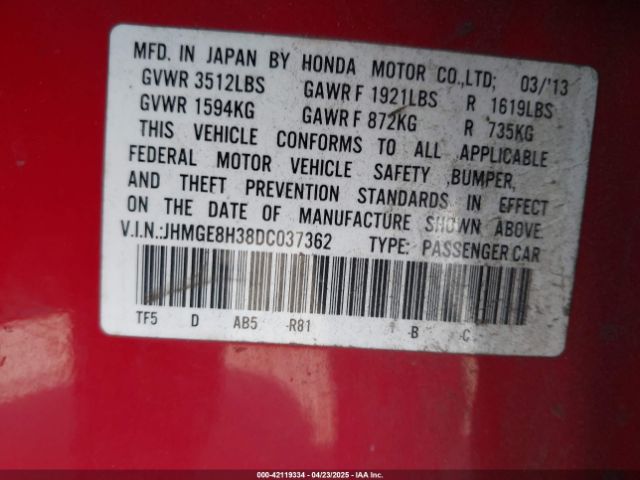 MFD. IN JAPAN BY HONDA MOTOR CO.,LTD; 03/'13
GVWR 3512LBS GAWR F 1921LBS R 1619LBS
GVWR 1594KG GAWR F 872KG R 735KG
THIS VEHICLE CONFORMS TO ALL APPLICABLE
FEDERAL MOTOR VEHICLE SAFETY ,BUMPER,
AND THEFT PREVENTION STANDARDS IN EFFECT
ON THE DATE OF MANUFACTURE SHOWN ABOVE.
V.I.N.:JHMGE8H38DC037362 TYPE: PASSENGER CAR
TF5 D AB5 -R81 -B -C-
000-42119334 - 04/23/2025 - IAA Inc.